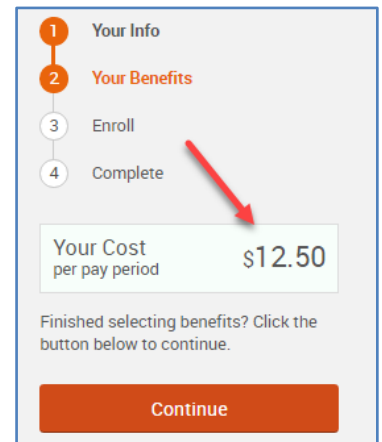 1 Your Info
2 Your Benefits
3 Enroll
4 Complete
Your Cost $12.50
per pay period
Finished selecting benefits? Click the
button below to continue.
Continue